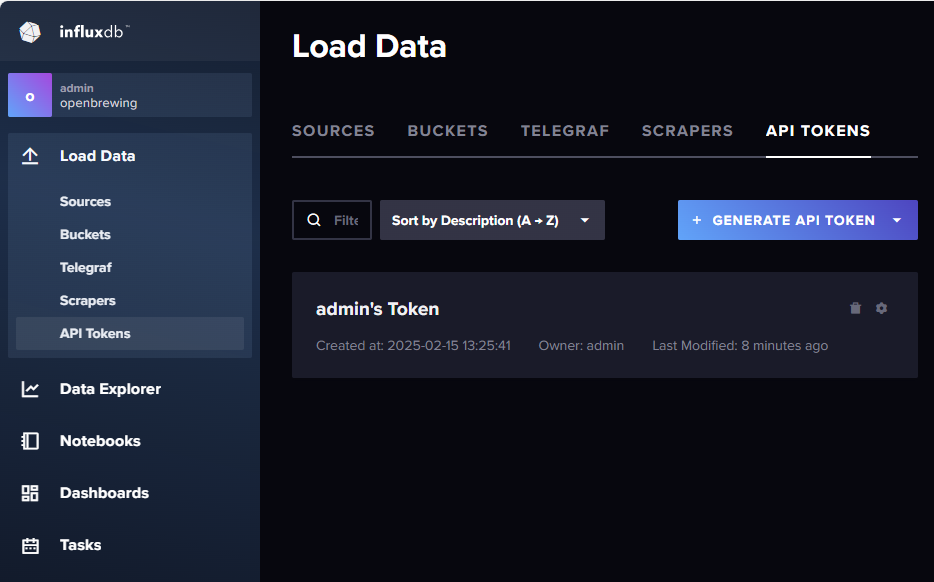 influxdb™
o
admin
openbrewing
Load Data
Sources
Buckets
Telegraf
Scrapers
API Tokens
Data Explorer
Notebooks
Dashboards
Tasks
Load Data
SOURCES BUCKETS TELEGRAF SCRAPERS API TOKENS
Filte Sort by Description (A → Z) + GENERATE API TOKEN
admin's Token
Created at: 2025-02-15 13:25:41 Owner: admin Last Modified: 8 minutes ago